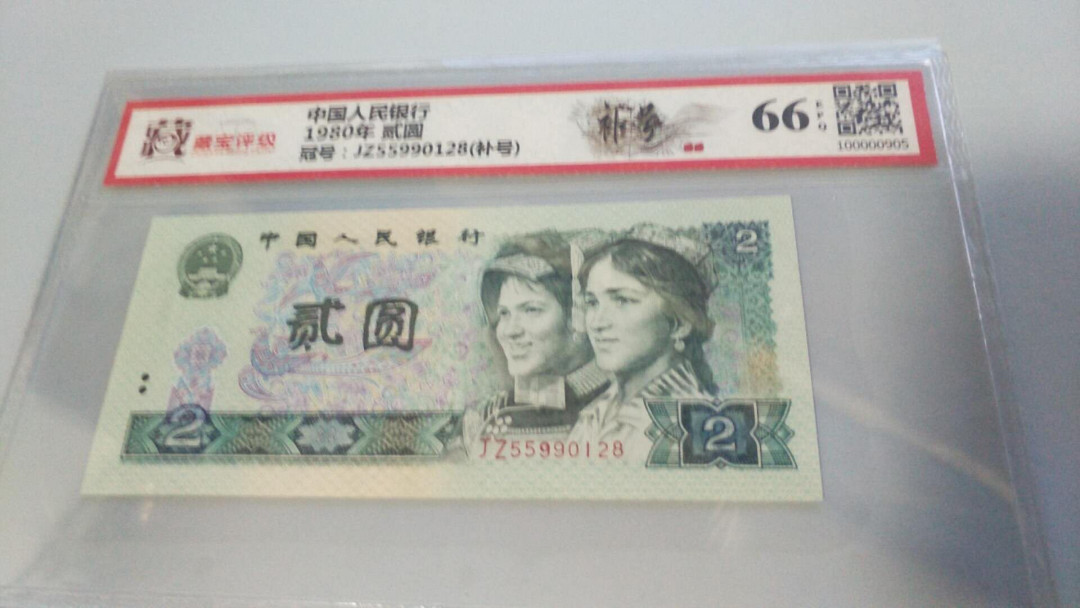 藏宝评级
中国人民银行
1980年 贰圆
冠号：JZ55990128(补号)
补号
66 EPQ
100000905
中国人民银行
2
贰圆
2
JZ55990128
2